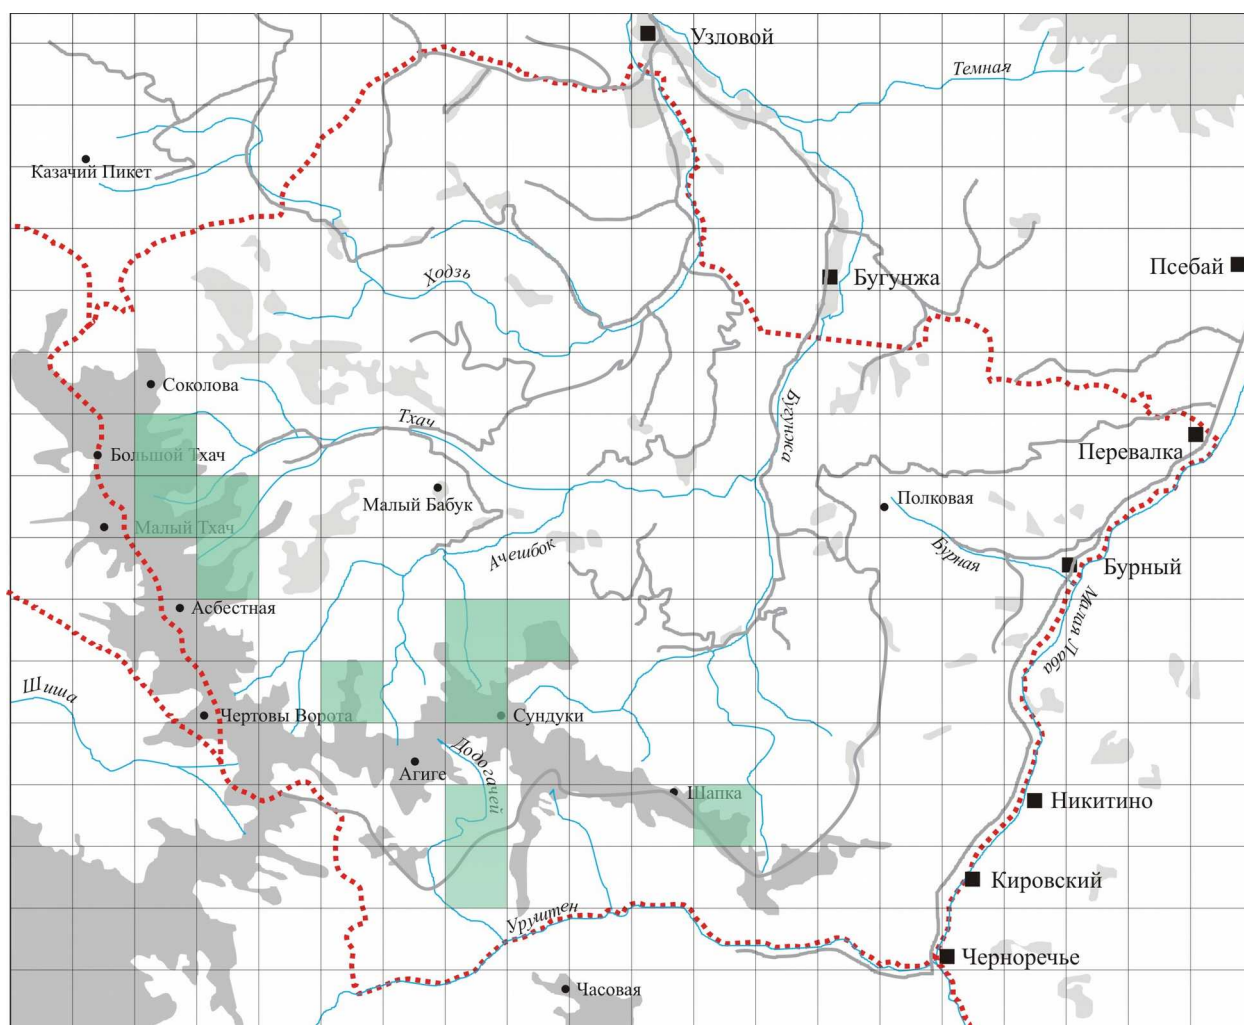 Узловой
Темная
Казачий Пикет
Псебай
Ходзь
Бугунжа
Соколова
Бугунжа
Тхач
Перевалка
Большой Тхач
Малый Бабук
Полковая
Малый Тхач
Ачешбок
Бурная
Бурный
Асбестная
Малая Лаба
Шиша
Чертовы Ворота
Сундуки
Додогачей
Агиге
Шапка
Никитино
Кировский
Уруштен
Черноречье
Часовая